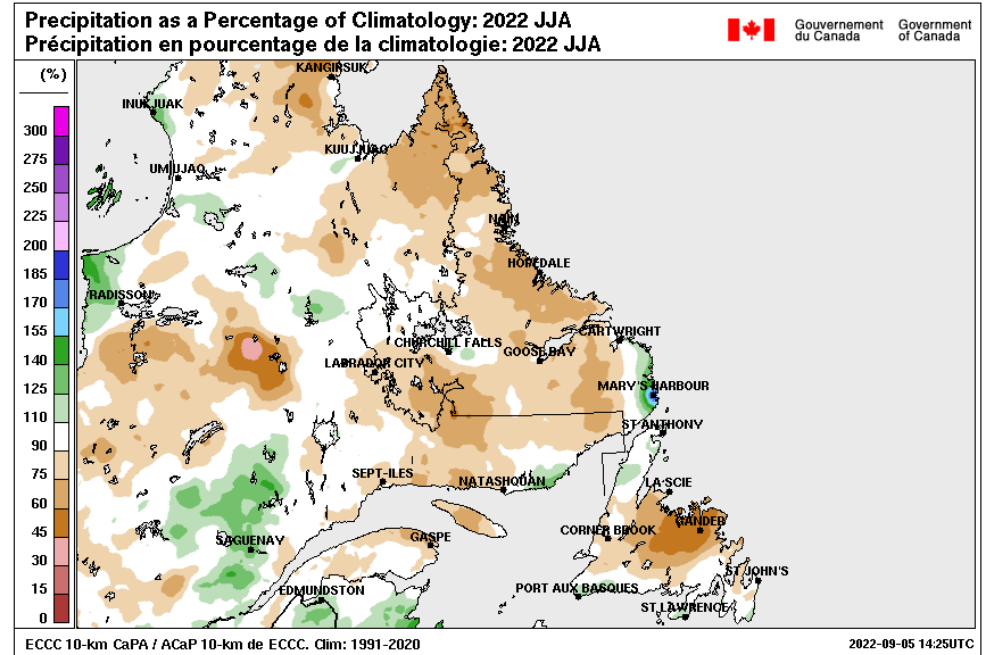 Precipitation as a Percentage of Climatology: 2022 JJA
Précipitation en pourcentage de la climatologie: 2022 JJA
Gouvernement du Canada
Government of Canada
(%)
300
275
250
225
200
185
170
155
140
125
110
90
75
60
45
30
15
0
KANGIRSUK
INUKJUAK
KUUJJUAQ
UMIUJAQ
NAIN
HOPEDALE
RADISSON
CARTWRIGHT
CHURCHILL FALLS
GOOSE BAY
LABRADOR CITY
MARY'S HARBOUR
ST ANTHONY
SEPT-ILES
NATASHQUAN
LA SCIE
GANDER
CORNER BROOK
SAGUENAY
GASPE
ST JOHN'S
EDMUNDSTON
PORT AUX BASQUES
ST LAWRENCE
ECCC 10-km CaPA / ACaP 10-km de ECCC. Clim: 1991-2020
2022-09-05 14:25UTC